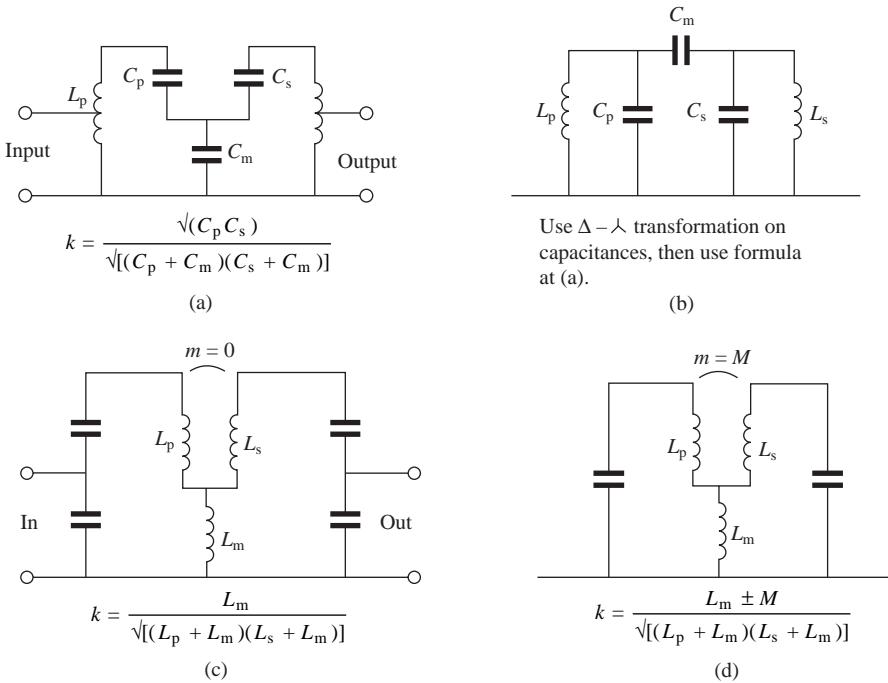 C_p
C_s
L_p
C_m
Input
Output
k = √(C_p C_s) / √[(C_p + C_m)(C_s + C_m)]
(a)
C_m
L_p
C_p
C_s
L_s
Use Δ – ⅄ transformation on
capacitances, then use formula
at (a).
(b)
m = 0
L_p
L_s
In
Out
L_m
k = L_m / √[(L_p + L_m)(L_s + L_m)]
(c)
m = M
L_p
L_s
L_m
k = L_m ± M / √[(L_p + L_m)(L_s + L_m)]
(d)